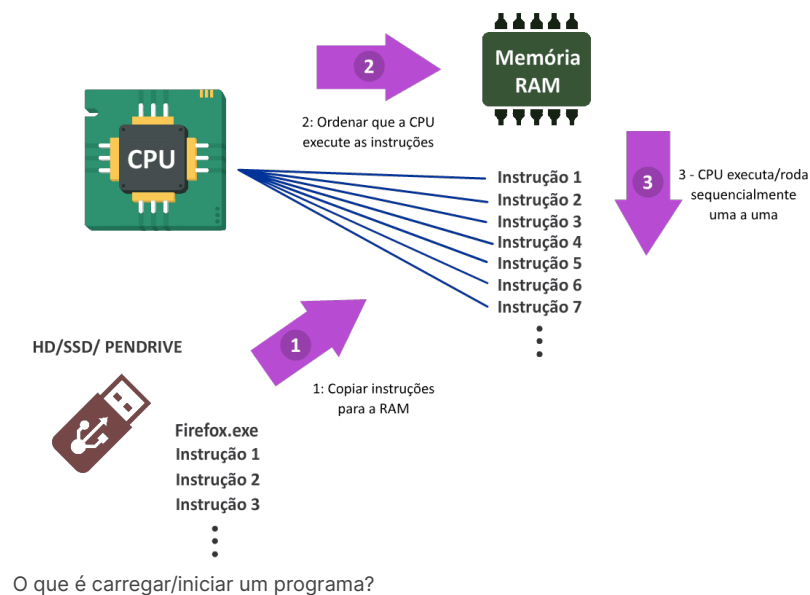 CPU
2
2: Ordenar que a CPU
execute as instruções
Memória
RAM
Instrução 1
Instrução 2
Instrução 3
Instrução 4
Instrução 5
Instrução 6
Instrução 7
3
3 - CPU executa/roda
sequencialmente
uma a uma
HD/SSD/ PENDRIVE
1
1: Copiar instruções
para a RAM
Firefox.exe
Instrução 1
Instrução 2
Instrução 3
O que é carregar/iniciar um programa?